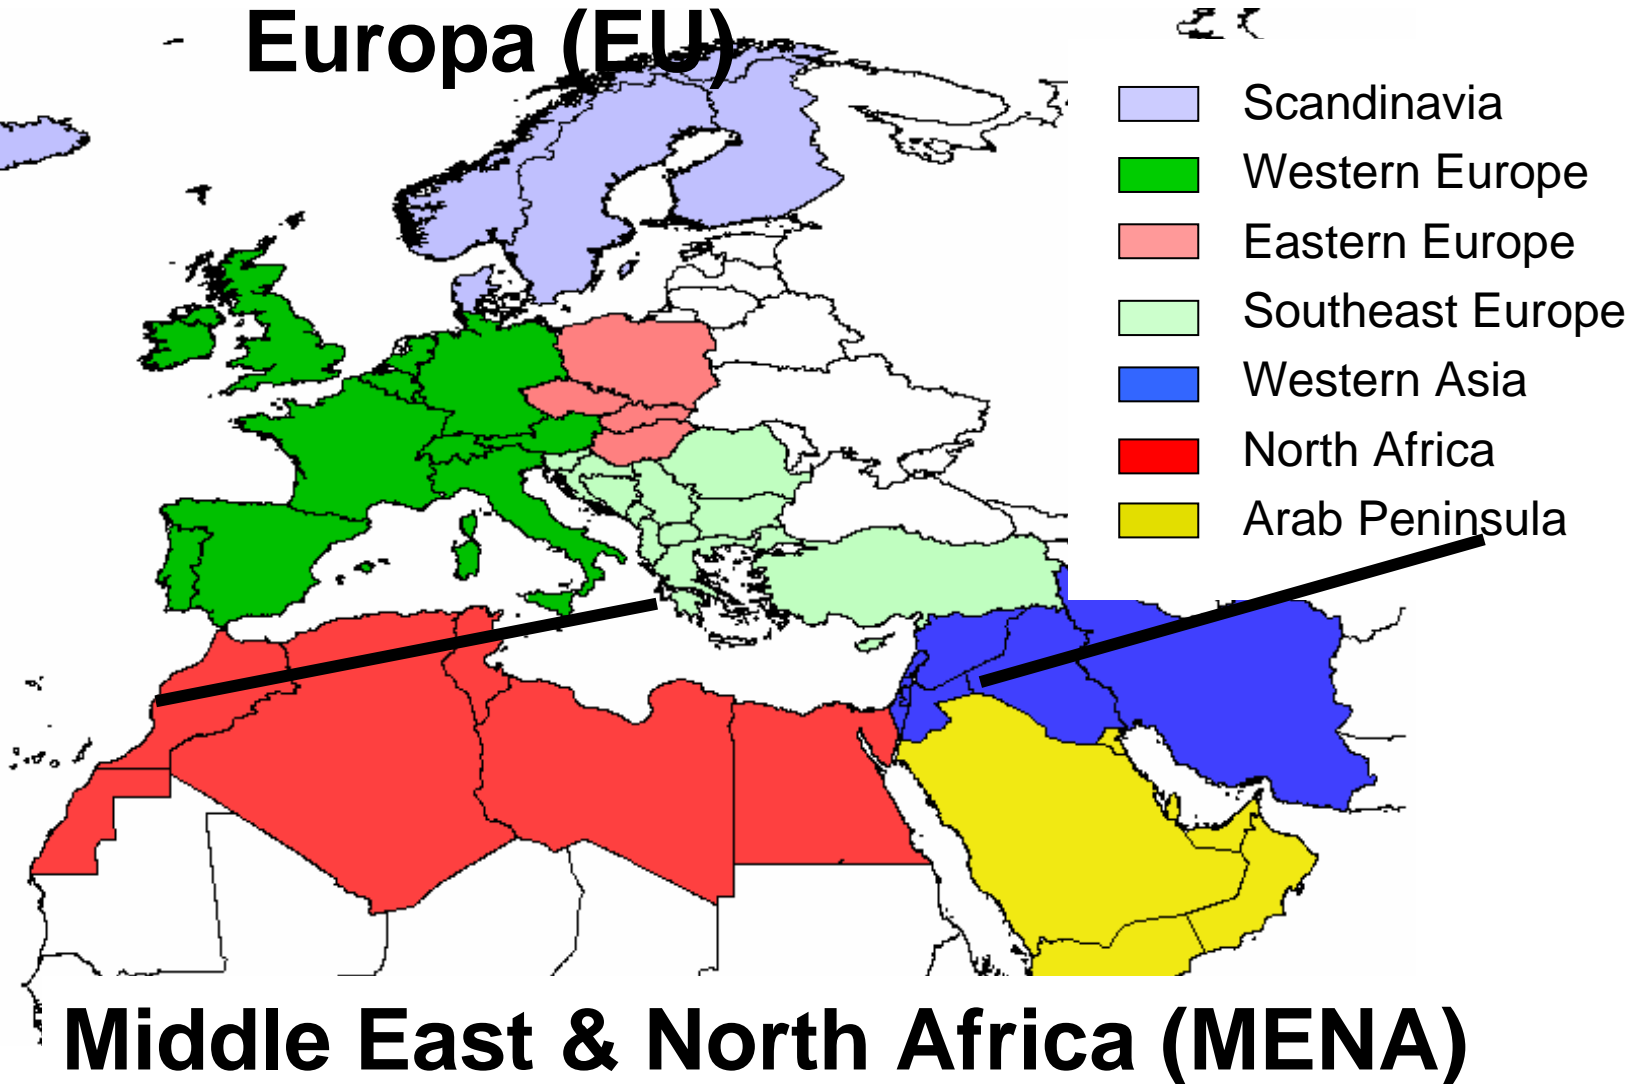 Europa (EU)
Scandinavia
Western Europe
Eastern Europe
Southeast Europe
Western Asia
North Africa
Arab Peninsula
Middle East & North Africa (MENA)